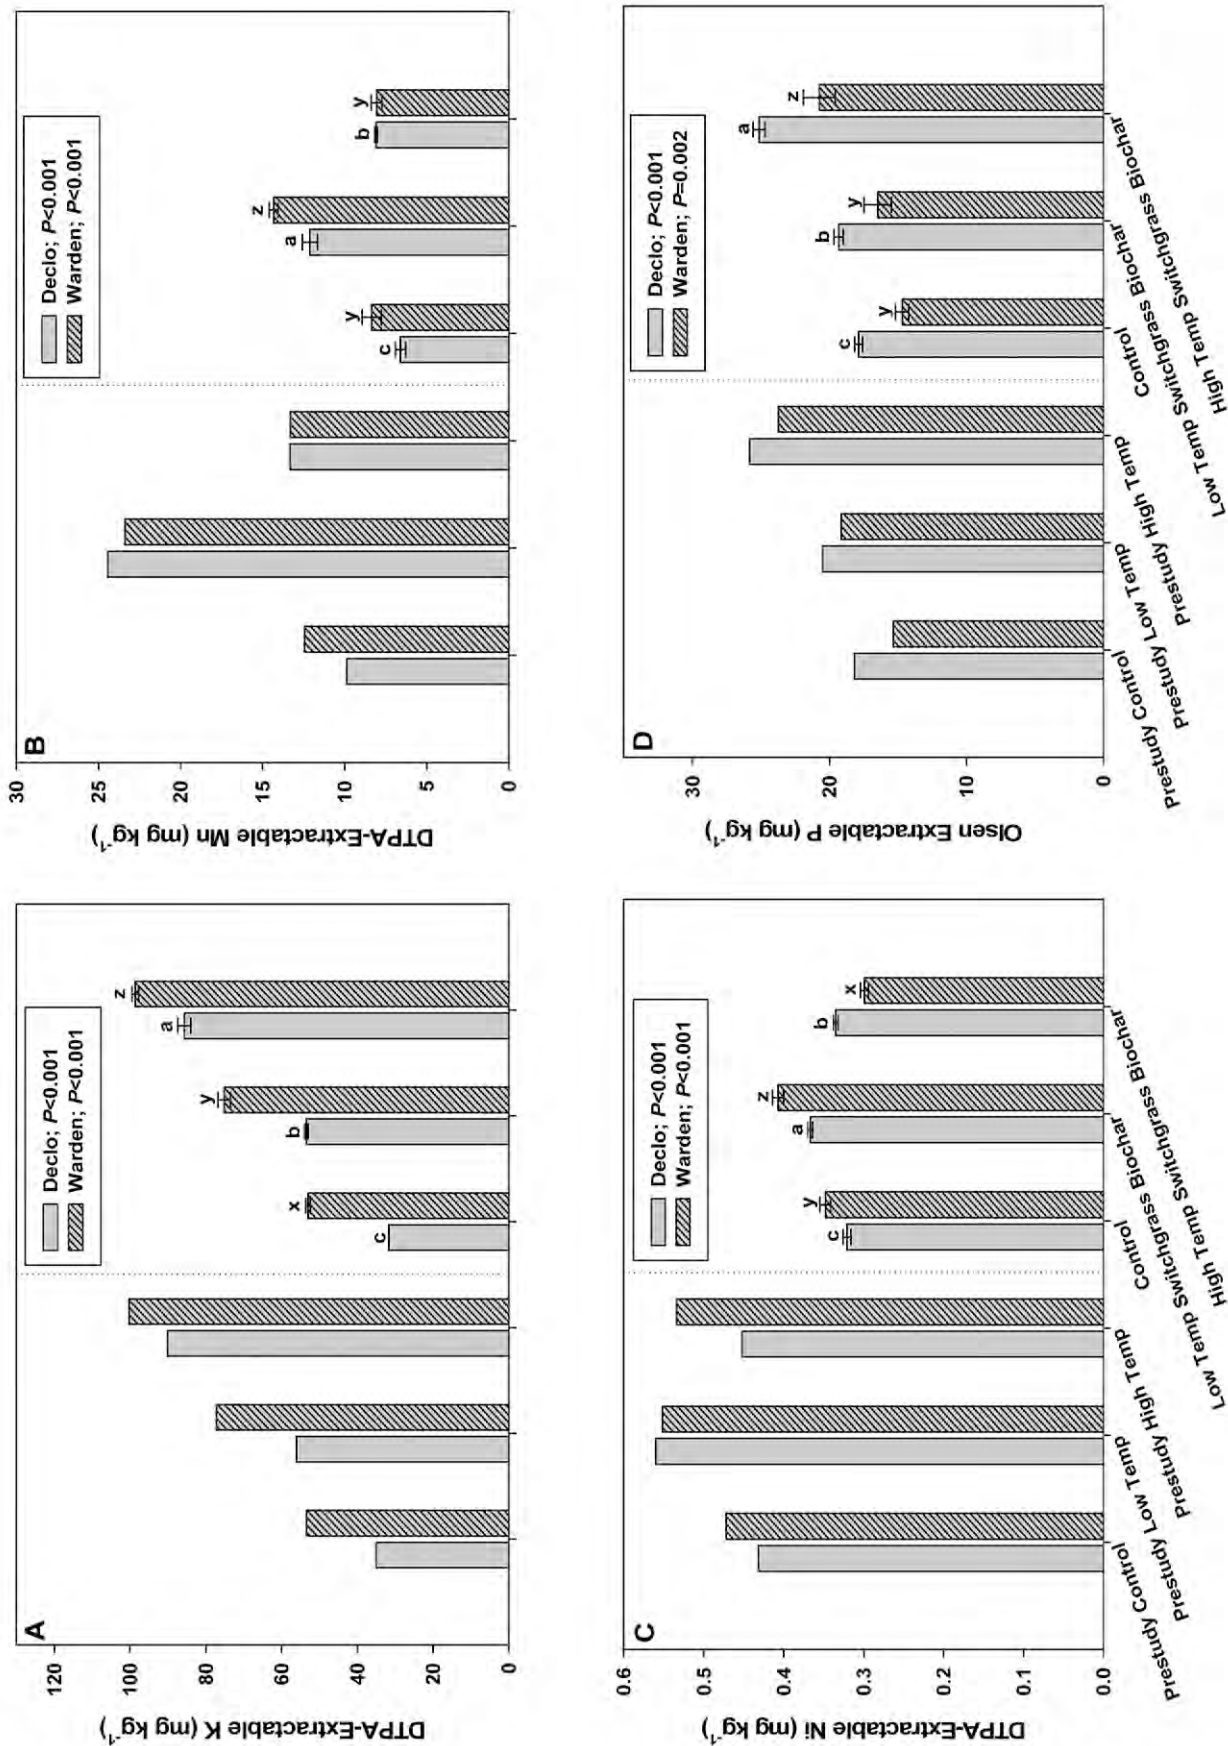 A
DTPA-Extractable K (mg kg⁻¹)
120
100
80
60
40
20
0
Declo; P<0.001
Warden; P<0.001
c
x
b
y
a
z
B
DTPA-Extractable Mn (mg kg⁻¹)
30
25
20
15
10
5
0
Declo; P<0.001
Warden; P<0.001
c
y
a
z
b
y
C
DTPA-Extractable Ni (mg kg⁻¹)
0.6
0.5
0.4
0.3
0.2
0.1
0.0
Declo; P<0.001
Warden; P<0.001
c
y
a
z
b
x
Prestudy Control
Prestudy Low Temp
Prestudy High Temp
Control
Low Temp Switchgrass Biochar
High Temp Switchgrass Biochar
D
Olsen Extractable P (mg kg⁻¹)
30
20
10
0
Declo; P<0.001
Warden; P=0.002
c
y
b
y
a
z
Prestudy Control
Prestudy Low Temp
Prestudy High Temp
Control
Low Temp Switchgrass Biochar
High Temp Switchgrass Biochar